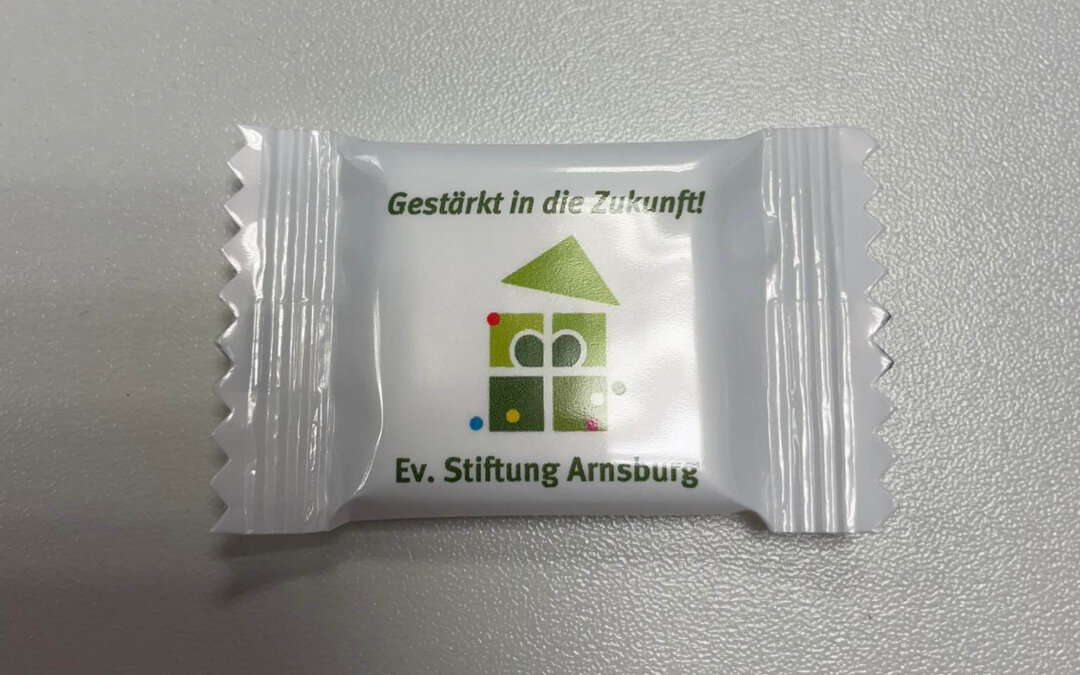 Gestärkt in die Zukunft!
Ev. Stiftung Arnsburg